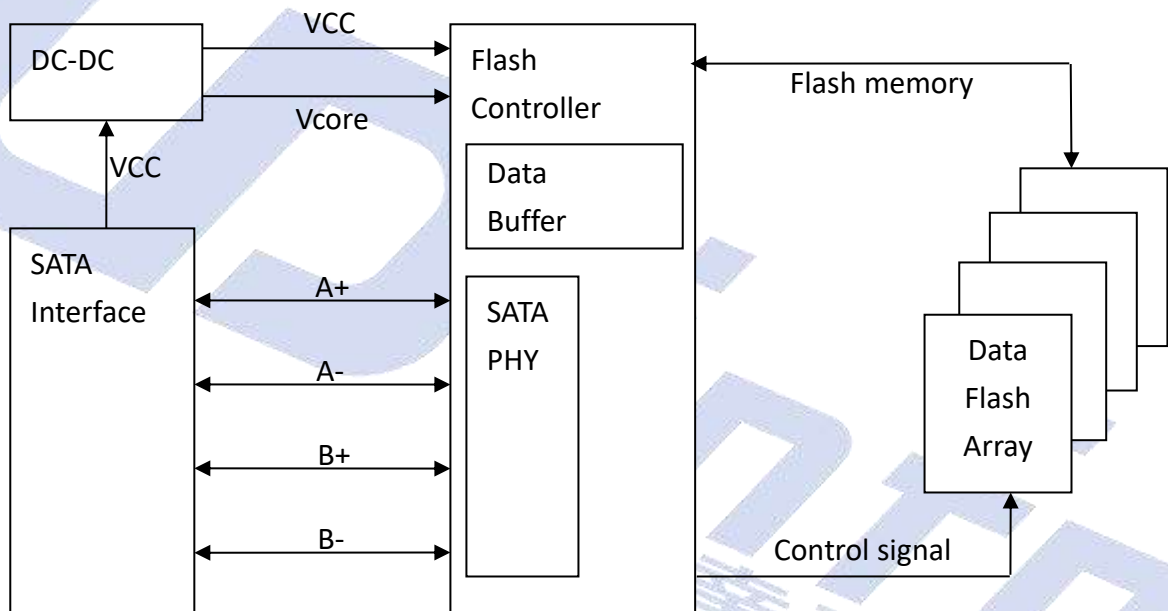 VCC
DC-DC
Vcore
VCC
Flash
Controller
Data
Buffer
Flash memory
SATA
Interface
A+
A-
B+
B-
SATA
PHY
Data
Flash
Array
Control signal